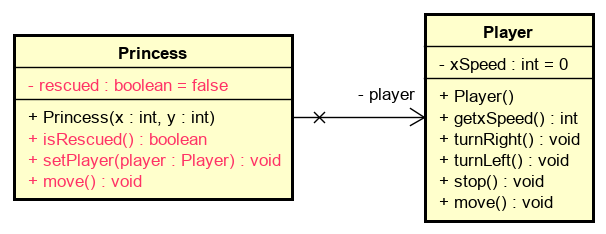 Princess
- rescued : boolean = false
+ Princess(x : int, y : int)
+ isRescued() : boolean
+ setPlayer(player : Player) : void
+ move() : void
- player
Player
- xSpeed : int = 0
+ Player()
+ getxSpeed() : int
+ turnRight() : void
+ turnLeft() : void
+ stop() : void
+ move() : void